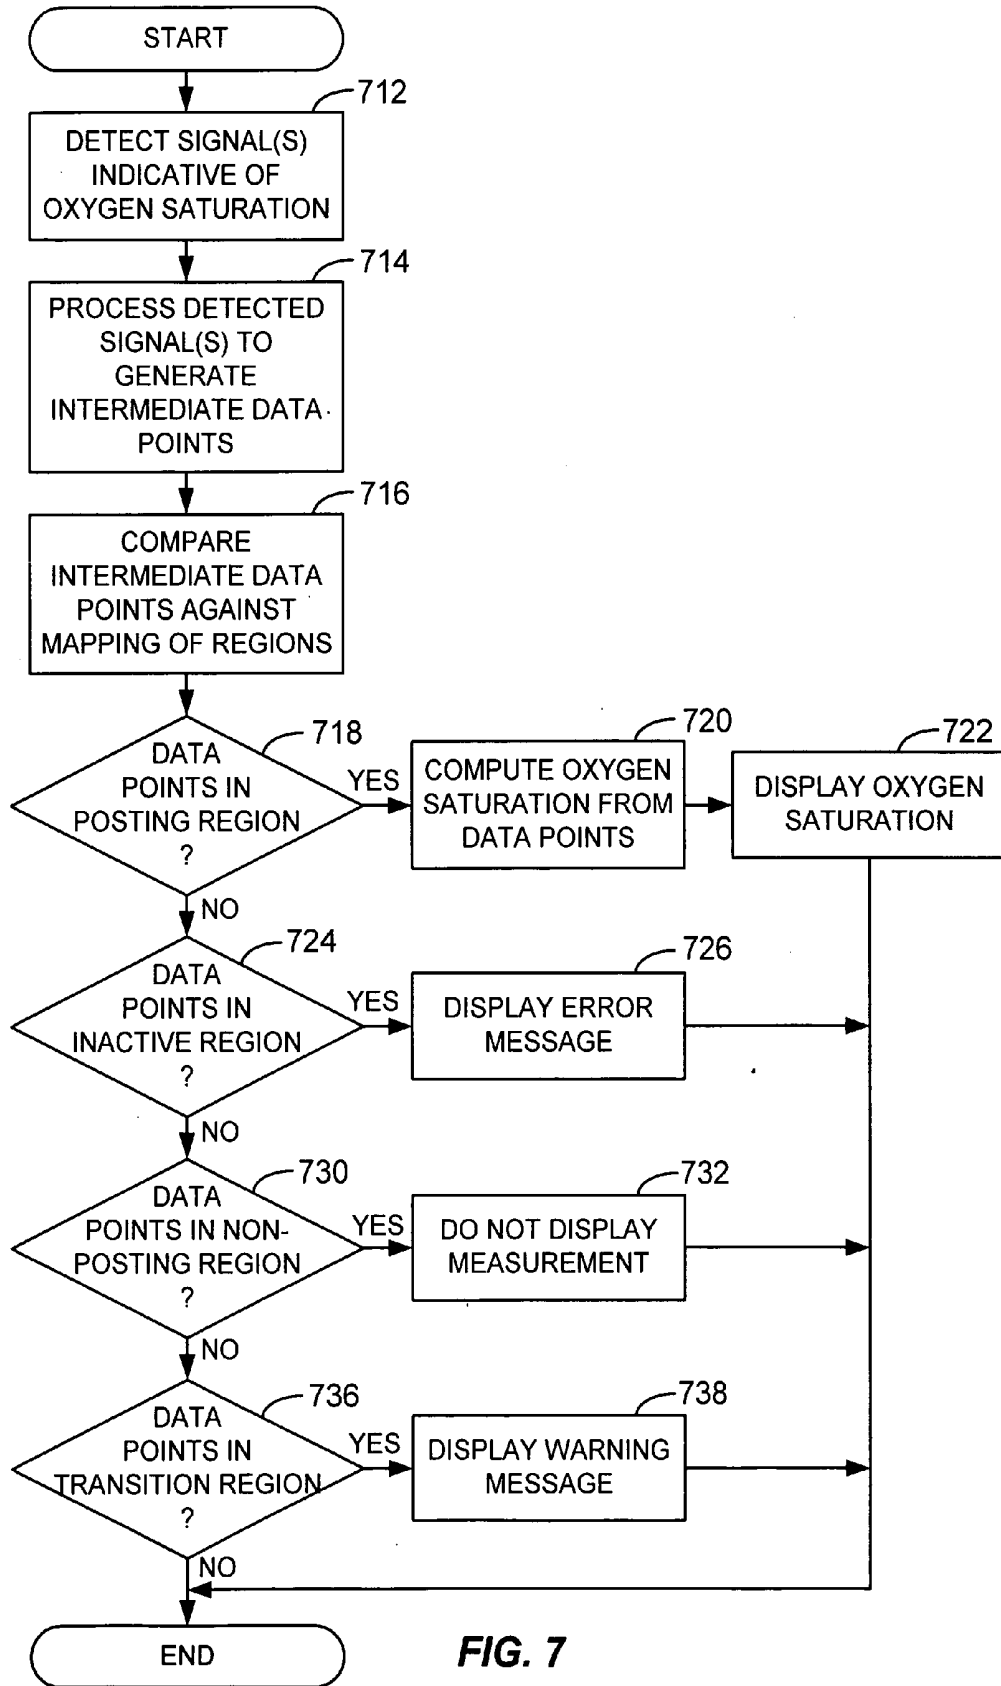 START
712
DETECT SIGNAL(S)
INDICATIVE OF
OXYGEN SATURATION
714
PROCESS DETECTED
SIGNAL(S) TO
GENERATE
INTERMEDIATE DATA
POINTS
716
COMPARE
INTERMEDIATE DATA
POINTS AGAINST
MAPPING OF REGIONS
718
DATA
POINTS IN
POSTING REGION
?
YES
720
COMPUTE OXYGEN
SATURATION FROM
DATA POINTS
722
DISPLAY OXYGEN
SATURATION
NO
724
DATA
POINTS IN
INACTIVE REGION
?
YES
726
DISPLAY ERROR
MESSAGE
NO
730
DATA
POINTS IN NON-
POSTING REGION
?
YES
732
DO NOT DISPLAY
MEASUREMENT
NO
736
DATA
POINTS IN
TRANSITION REGION
?
YES
738
DISPLAY WARNING
MESSAGE
NO
END
FIG. 7